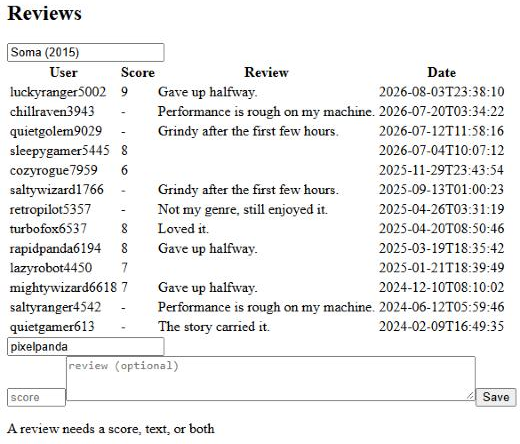 Reviews
Soma (2015)
User Score Review Date
luckyranger5002 9 Gave up halfway. 2026-08-03T23:38:10
chillraven3943 - Performance is rough on my machine. 2026-07-20T03:34:22
quietgolem9029 - Grindy after the first few hours. 2026-07-12T11:58:16
sleepygamer5445 8 2026-07-04T10:07:12
cozyrogue7959 6 2025-11-29T23:43:54
saltywizard1766 - Grindy after the first few hours. 2025-09-13T01:00:23
retropilot5357 - Not my genre, still enjoyed it. 2025-04-26T03:31:19
turbofox6537 8 Loved it. 2025-04-20T08:50:46
rapidpanda6194 8 Gave up halfway. 2025-03-19T18:35:42
lazyrobot4450 7 2025-01-21T18:39:49
mightywizard6618 7 Gave up halfway. 2024-12-10T08:10:02
saltyranger4542 - Performance is rough on my machine. 2024-06-12T05:59:46
quietgamer613 - The story carried it. 2024-02-09T16:49:35
pixelpanda
review (optional)
score Save
A review needs a score, text, or both